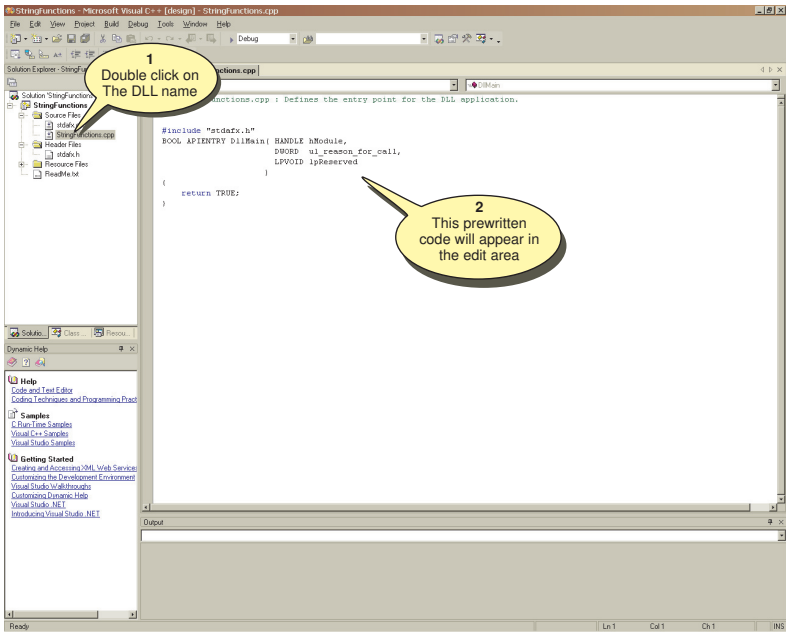 StringFunctions - Microsoft Visual C++ [design] - StringFunctions.cpp
File Edit View Project Build Debug Tools Window Help
Debug
Solution Explorer - StringFun
ctions.cpp
1
Double click on
The DLL name
DllMain
Solution 'StringFunctions
StringFunctions
Source Files
stdafx.
StringFunctions.cpp
Header Files
stdafx.h
Resource Files
ReadMe.txt
nctions.cpp : Defines the entry point for the DLL application.
#include "stdafx.h"
BOOL APIENTRY DllMain( HANDLE hModule,
DWORD ul_reason_for_call,
LPVOID lpReserved
)
{
return TRUE;
}
2
This prewritten
code will appear in
the edit area
Solutio... Class ... Resou...
Dynamic Help
Help
Code and Text Editor
Coding Techniques and Programming Pract
Samples
C Run-Time Samples
Visual C++ Samples
Visual Studio Samples
Getting Started
Creating and Accessing XML Web Services
Customizing the Development Environment
Visual Studio Walkthroughs
Customizing Dynamic Help
Visual Studio .NET
Introducing Visual Studio .NET
Output
Ready Ln 1 Col 1 Ch 1 INS